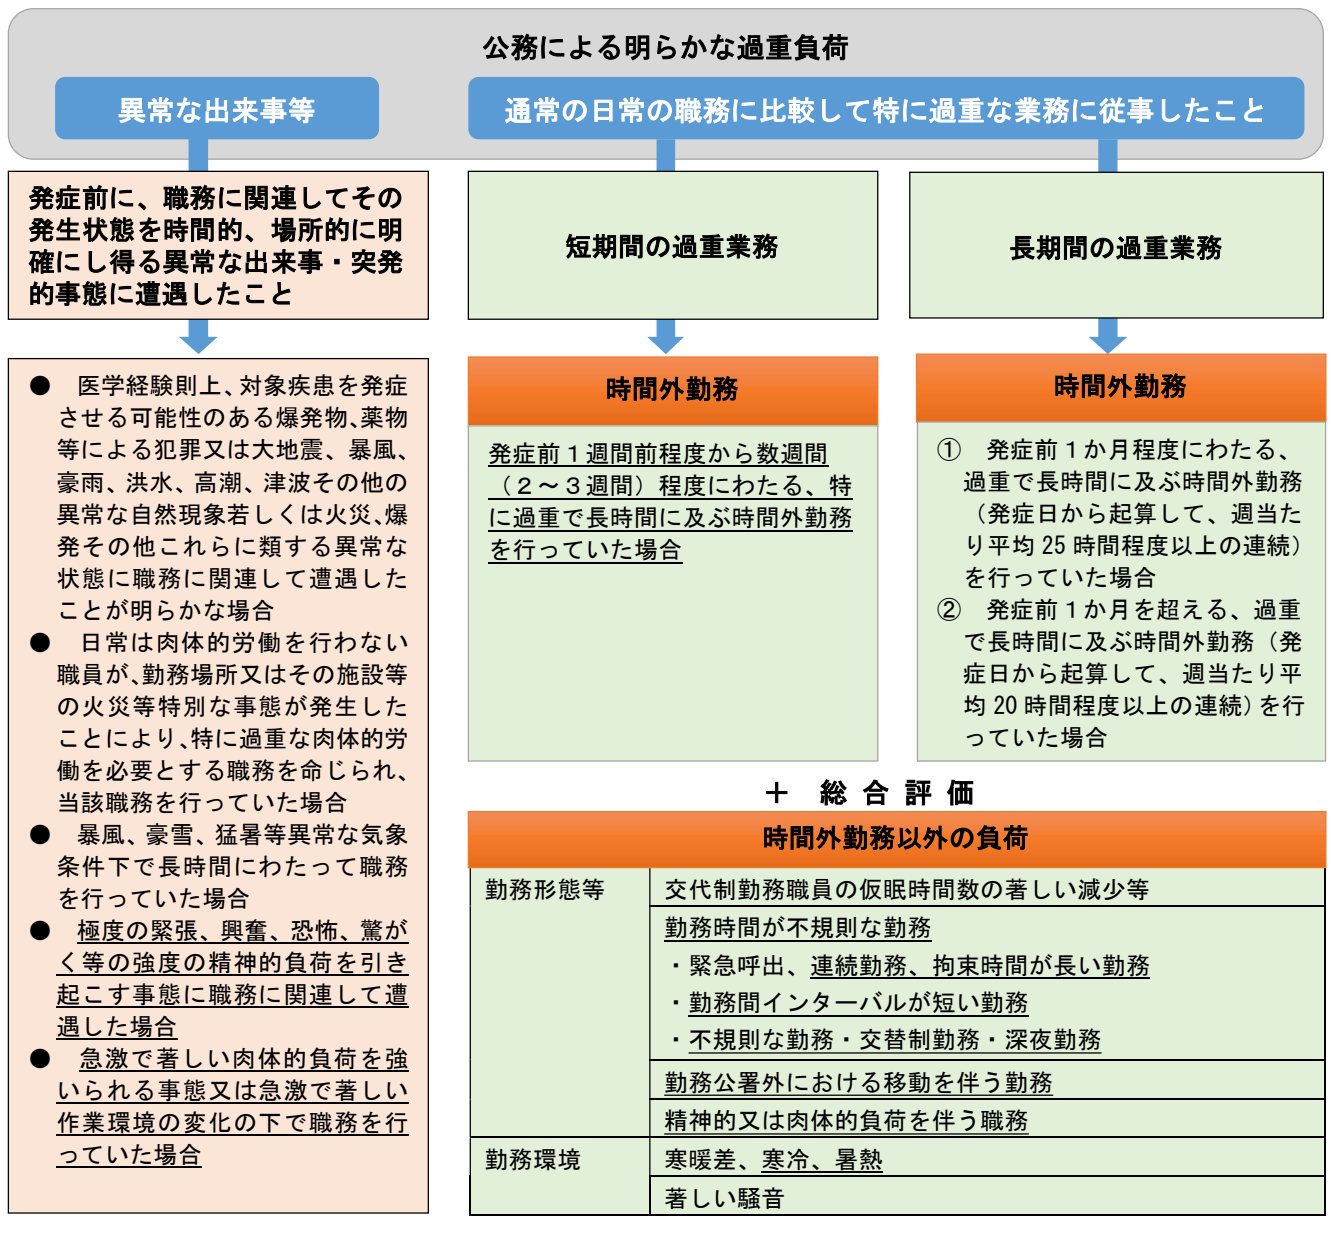 公務による明らかな過重負荷
異常な出来事等
通常の日常の職務に比較して特に過重な業務に従事したこと
発症前に、職務に関連してその
発生状態を時間的、場所的に明
確にし得る異常な出来事・突発
的事態に遭遇したこと
短期間の過重業務
長期間の過重業務
● 医学経験則上、対象疾患を発症
させる可能性のある爆発物、薬物
等による犯罪又は大地震、暴風、
豪雨、洪水、高潮、津波その他の
異常な自然現象若しくは火災、爆
発その他これらに類する異常な
状態に職務に関連して遭遇した
ことが明らかな場合
● 日常は肉体的労働を行わない
職員が、勤務場所又はその施設等
の火災等特別な事態が発生した
ことにより、特に過重な肉体的労
働を必要とする職務を命じられ、
当該職務を行っていた場合
● 暴風、豪雪、猛暑等異常な気象
条件下で長時間にわたって職務
を行っていた場合
● 極度の緊張、興奮、恐怖、驚が
く等の強度の精神的負荷を引き
起こす事態に職務に関連して遭
遇した場合
● 急激で著しい肉体的負荷を強
いられる事態又は急激で著しい
作業環境の変化の下で職務を行
っていた場合
時間外勤務
発症前１週間前程度から数週間
（２～３週間）程度にわたる、特
に過重で長時間に及ぶ時間外勤務
を行っていた場合
時間外勤務
① 発症前１か月程度にわたる、
過重で長時間に及ぶ時間外勤務
（発症日から起算して、週当た
り平均 25 時間程度以上の連続）
を行っていた場合
② 発症前１か月を超える、過重
で長時間に及ぶ時間外勤務（発
症日から起算して、週当たり平
均 20 時間程度以上の連続）を行
っていた場合
＋ 総合評価
時間外勤務以外の負荷
勤務形態等
交代制勤務職員の仮眠時間数の著しい減少等
勤務時間が不規則な勤務
・緊急呼出、連続勤務、拘束時間が長い勤務
・勤務間インターバルが短い勤務
・不規則な勤務・交替制勤務・深夜勤務
勤務公署外における移動を伴う勤務
精神的又は肉体的負荷を伴う職務
勤務環境
寒暖差、寒冷、暑熱
著しい騒音